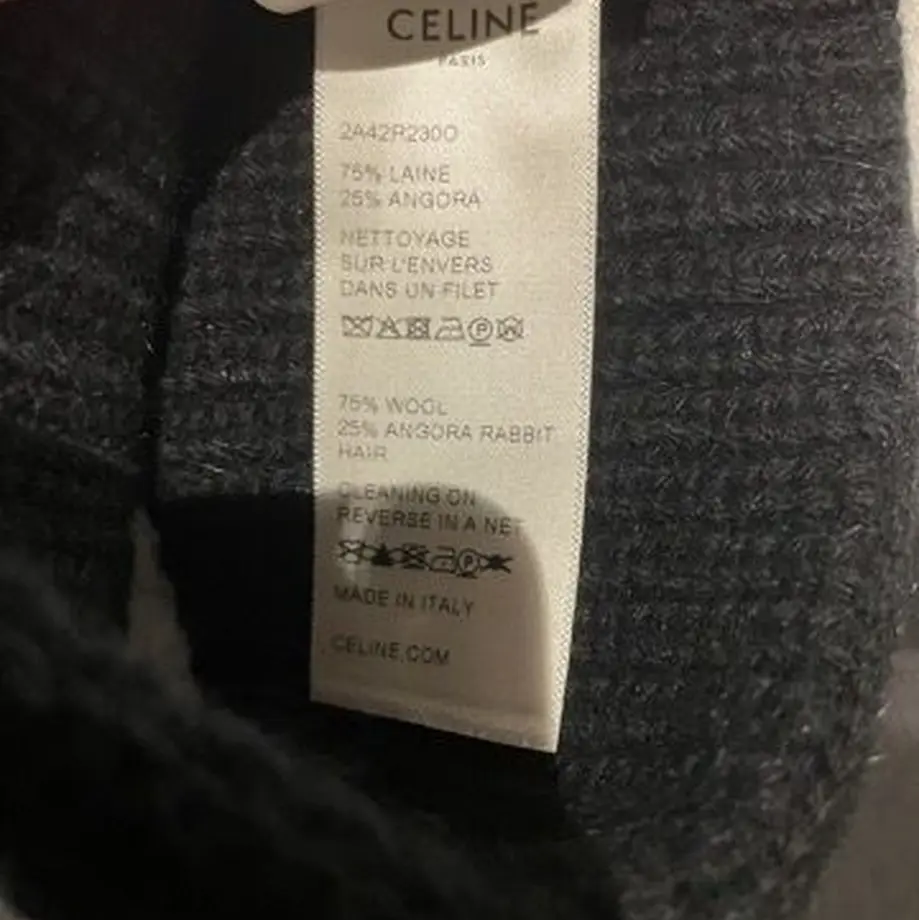 CELINE
PARIS
2A42R230O
75% LAINE
25% ANGORA
NETTOYAGE
SUR L'ENVERS
DANS UN FILET
P W
75% WOOL
25% ANGORA RABBIT
HAIR
CLEANING ON
REVERSE IN A NET
P
MADE IN ITALY
CELINE.COM